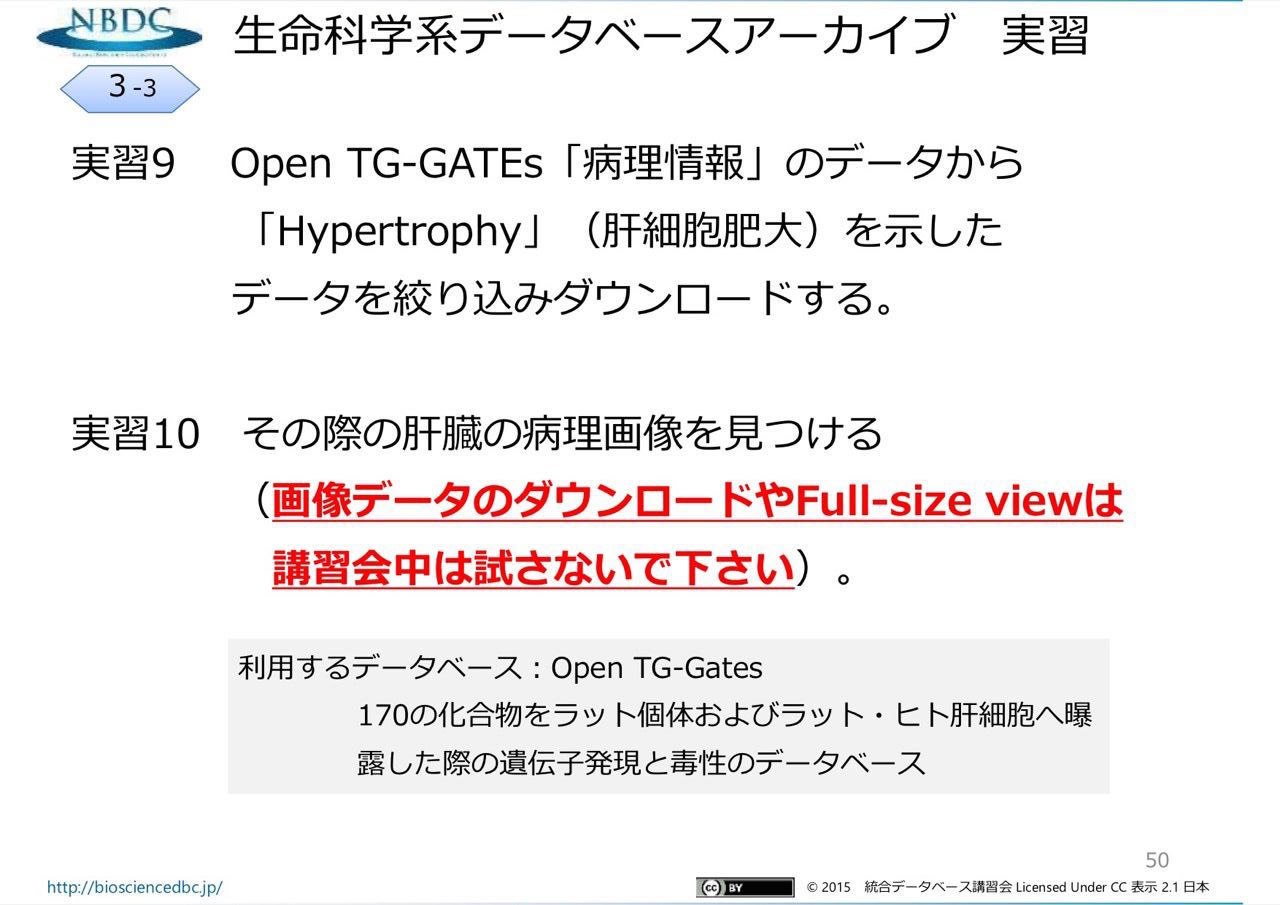 NBDC
生命科学系データベースアーカイブ　実習
3-3
実習9　Open TG-GATEs「病理情報」のデータから
「Hypertrophy」（肝細胞肥大）を示した
データを絞り込みダウンロードする。
実習10　その際の肝臓の病理画像を見つける
（画像データのダウンロードやFull-size viewは
講習会中は試さないで下さい）。
利用するデータベース：Open TG-Gates
170の化合物をラット個体およびラット・ヒト肝細胞へ曝
露した際の遺伝子発現と毒性のデータベース
50
http://biosciencedbc.jp/
cc BY © 2015　統合データベース講習会 Licensed Under CC 表示 2.1 日本